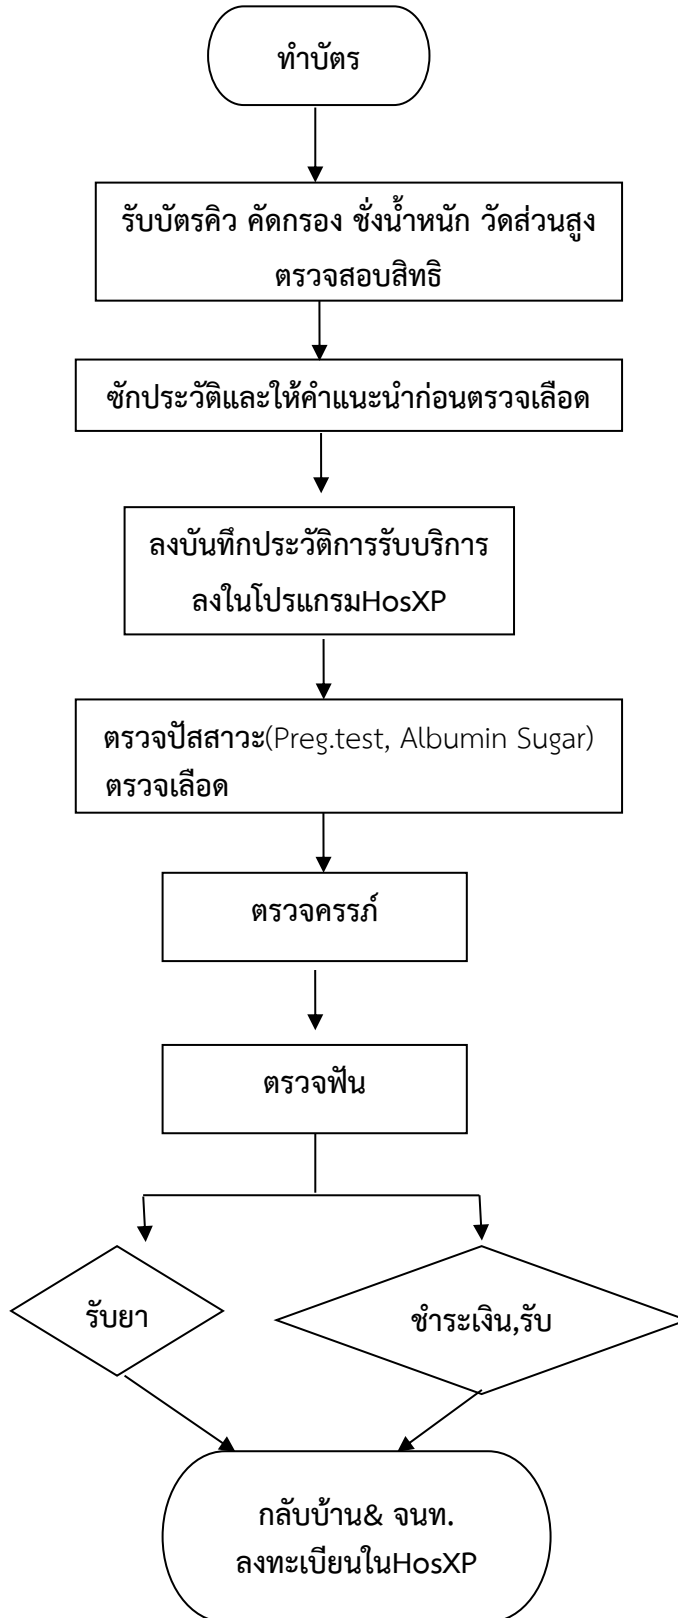 ทำบัตร
รับบัตรคิว คัดกรอง ชั่งน้ำหนัก วัดส่วนสูง
ตรวจสอบสิทธิ
ซักประวัติและให้คำแนะนำก่อนตรวจเลือด
ลงบันทึกประวัติการรับบริการ
ลงในโปรแกรมHosXP
ตรวจปัสสาวะ(Preg.test, Albumin Sugar)
ตรวจเลือด
ตรวจครรภ์
ตรวจฟัน
รับยา
ชำระเงิน,รับ
กลับบ้าน& จนท.
ลงทะเบียนในHosXP